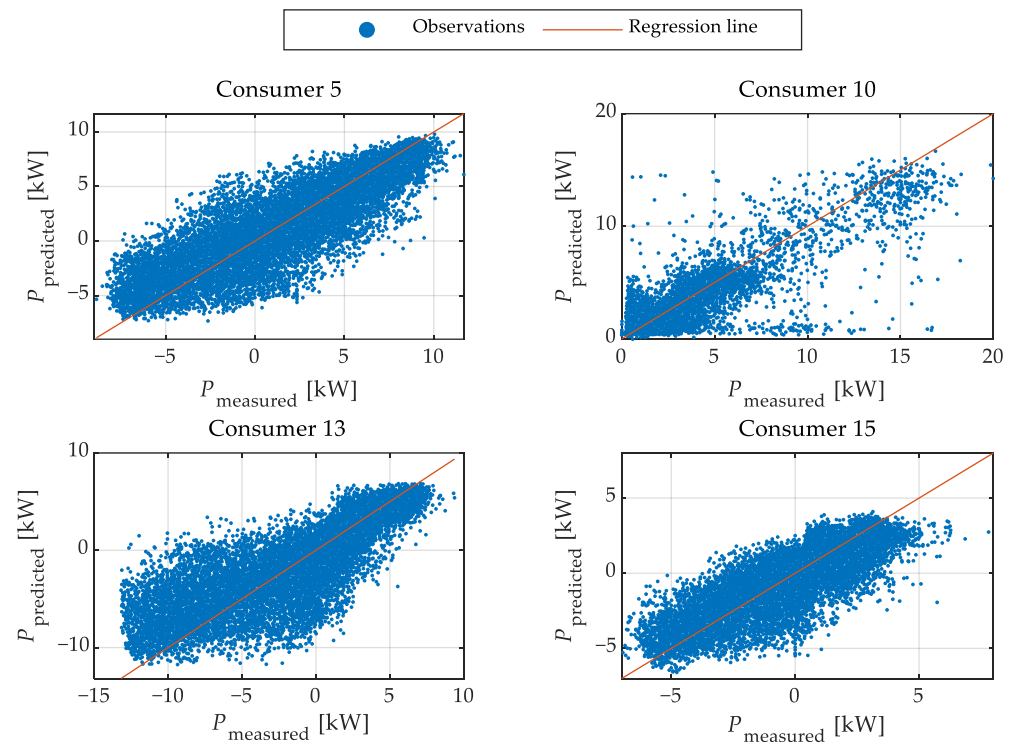 Observations Regression line
Consumer 5 Consumer 10
10
5
0
−5
P predicted [kW]
−5 0 5 10
P measured [kW]
20
10
0
P predicted [kW]
0 5 10 15 20
P measured [kW]
Consumer 13 Consumer 15
10
0
−10
P predicted [kW]
−15 −10 −5 0 5 10
P measured [kW]
5
0
−5
P predicted [kW]
−5 0 5
P measured [kW]